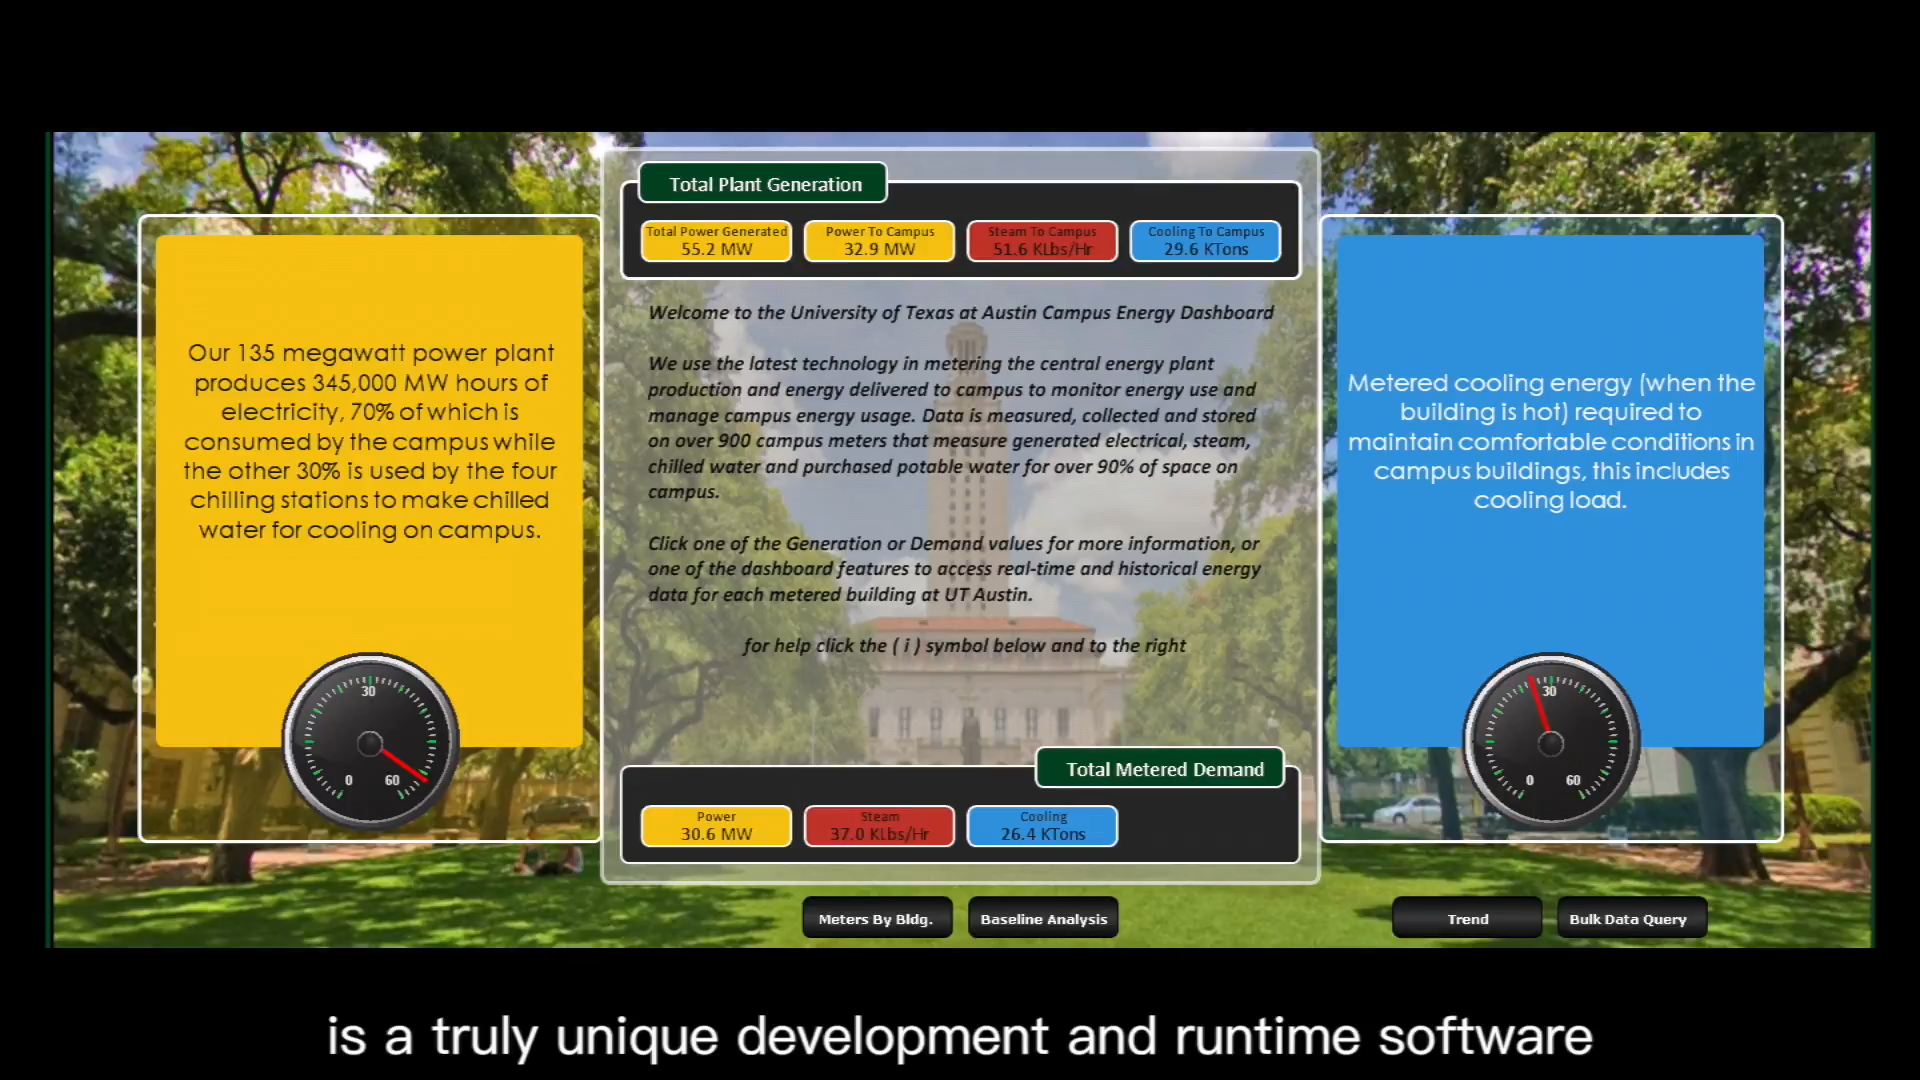 Total Plant Generation
Total Power Generated
55.2 MW
Power To Campus
32.9 MW
Steam To Campus
51.6 KLbs/Hr
Cooling To Campus
29.6 KTons
Our 135 megawatt power plant
produces 345,000 MW hours of
electricity, 70% of which is
consumed by the campus while
the other 30% is used by the four
chilling stations to make chilled
water for cooling on campus.
30
0
60
Welcome to the University of Texas at Austin Campus Energy Dashboard
We use the latest technology in metering the central energy plant
production and energy delivered to campus to monitor energy use and
manage campus energy usage. Data is measured, collected and stored
on over 900 campus meters that measure generated electrical, steam,
chilled water and purchased potable water for over 90% of space on
campus.
Click one of the Generation or Demand values for more information, or
one of the dashboard features to access real-time and historical energy
data for each metered building at UT Austin.
for help click the ( i ) symbol below and to the right
Metered cooling energy (when the
building is hot) required to
maintain comfortable conditions in
campus buildings, this includes
cooling load.
30
0
60
Total Metered Demand
Power
30.6 MW
Steam
37.0 KLbs/Hr
Cooling
26.4 KTons
Meters By Bldg.
Baseline Analysis
Trend
Bulk Data Query
is a truly unique development and runtime software